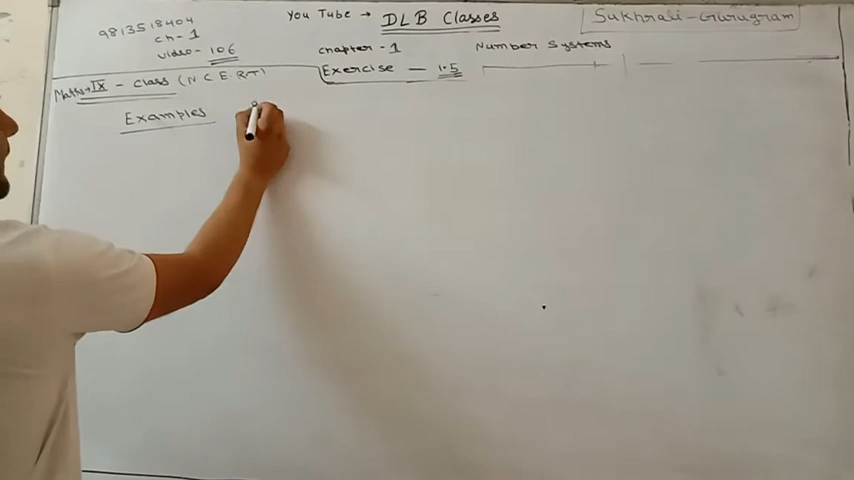 9813518404
ch-1
video- 106
You Tube → DLB Classes
Sukhrali-Gurugram
chapter-1
Number Systems
Maths IX - class (N C E R T)
Exercise - 1.5
Examples